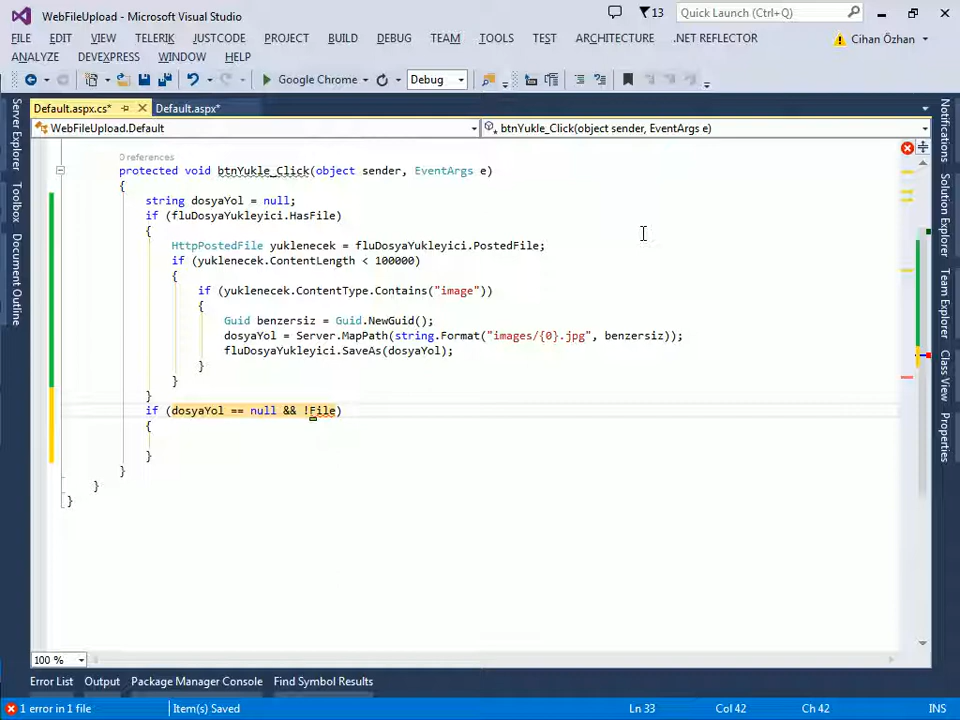 WebFileUpload - Microsoft Visual Studio
13
Quick Launch (Ctrl+Q)
FILE EDIT VIEW TELERIK JUSTCODE PROJECT BUILD DEBUG TEAM TOOLS TEST ARCHITECTURE .NET REFLECTOR
Cihan Özhan
ANALYZE DEVEXPRESS WINDOW HELP
Google Chrome
Debug
Default.aspx.cs*
Default.aspx*
WebFileUpload.Default
btnYukle_Click(object sender, EventArgs e)
Server Explorer
Toolbox
Document Outline
0 references
protected void btnYukle_Click(object sender, EventArgs e)
{
string dosyaYol = null;
if (fluDosyaYukleyici.HasFile)
{
HttpPostedFile yuklenecek = fluDosyaYukleyici.PostedFile;
if (yuklenecek.ContentLength < 100000)
{
if (yuklenecek.ContentType.Contains("image"))
{
Guid benzersiz = Guid.NewGuid();
dosyaYol = Server.MapPath(string.Format("images/{0}.jpg", benzersiz));
fluDosyaYukleyici.SaveAs(dosyaYol);
}
}
}
if (dosyaYol == null && !File)
{
}
}
}
}
Notifications
Solution Explorer
Team Explorer
Class View
Properties
100 %
Error List Output Package Manager Console Find Symbol Results
1 error in 1 file
Item(s) Saved
Ln 33
Col 42
Ch 42
INS